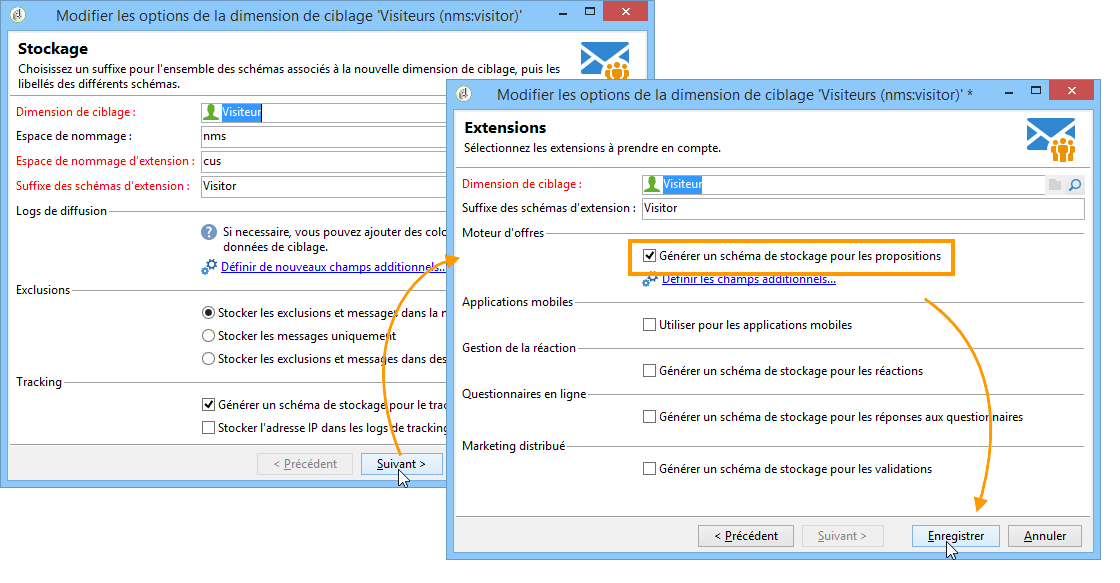 Modifier les options de la dimension de ciblage 'Visiteurs (nms:visitor)'
Stockage
Choisissez un suffixe pour l'ensemble des schémas associés à la nouvelle dimension de ciblage, puis les
libellés des différents schémas.
Dimension de ciblage :
Visiteur
Espace de nommage :
nms
Espace de nommage d'extension :
cus
Suffixe des schémas d'extension :
Visitor
Logs de diffusion
Si necessaire, vous pouvez ajouter des
données de ciblage.
Définir de nouveaux champs additionnels...
Exclusions
Stocker les exclusions et messages dans la
Stocker les messages uniquement
Stocker les exclusions et messages dans
Tracking
Générer un schéma de stockage pour le
Stocker l'adresse IP dans les logs de tracking
< Précédent
Suivant >
Modifier les options de la dimension de ciblage 'Visiteurs (nms:visitor)' *
Extensions
Sélectionnez les extensions à prendre en compte.
Dimension de ciblage :
Visiteur
Suffixe des schémas d'extension :
Visitor
Moteur d'offres
Générer un schéma de stockage pour les propositions
Définir les champs additionnels...
Applications mobiles
Utiliser pour les applications mobiles
Gestion de la réaction
Générer un schéma de stockage pour les réactions
Questionnaires en ligne
Générer un schéma de stockage pour les réponses aux questionnaires
Marketing distribué
Générer un schéma de stockage pour les validations
< Précédent
Suivant >
Enregistrer
Annuler